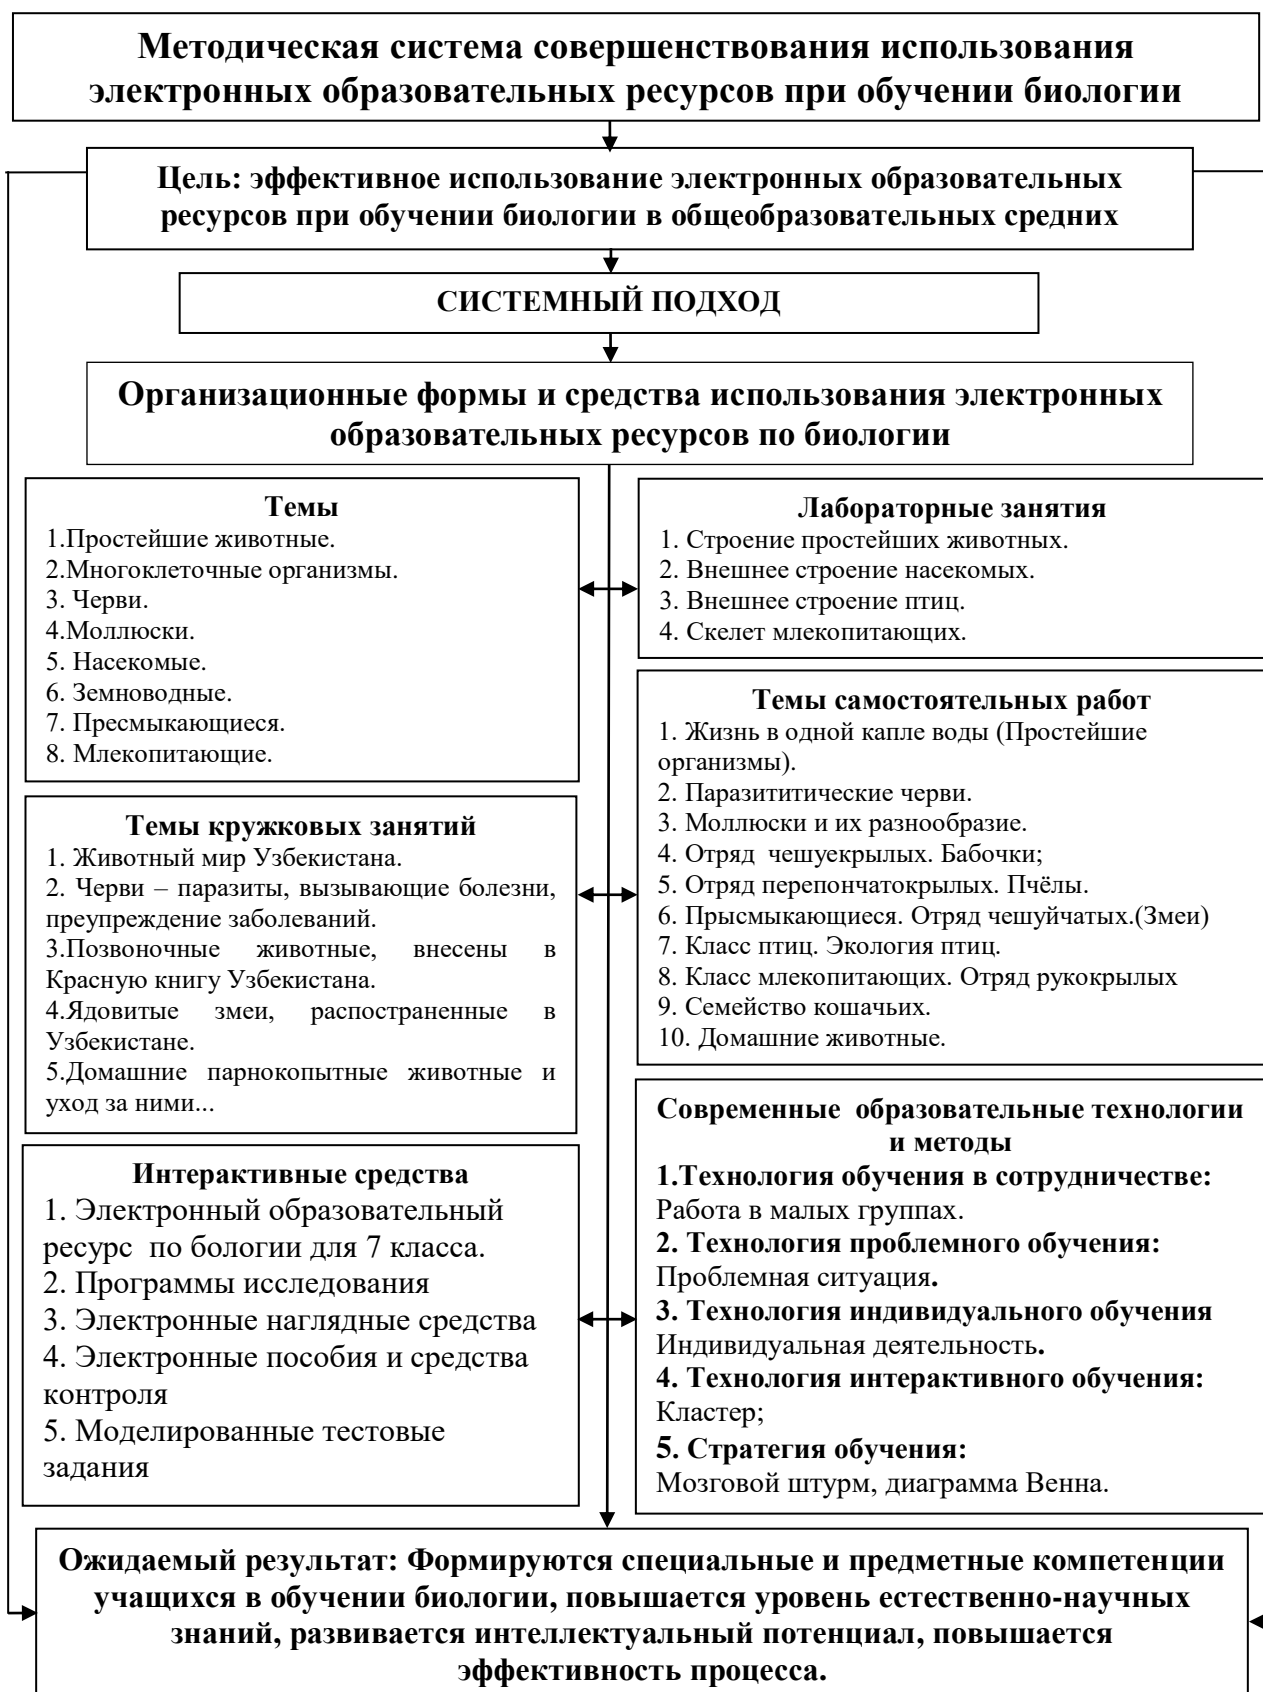 Методическая система совершенствования использования
электронных образовательных ресурсов при обучении биологии
Цель: эффективное использование электронных образовательных
ресурсов при обучении биологии в общеобразовательных средних
СИСТЕМНЫЙ ПОДХОД
Организационные формы и средства использования электронных
образовательных ресурсов по биологии
Темы
1.Простейшие животные.
2.Многоклеточные организмы.
3. Черви.
4.Моллюски.
5. Насекомые.
6. Земноводные.
7. Пресмыкающиеся.
8. Млекопитающие.
Лабораторные занятия
1. Строение простейших животных.
2. Внешнее строение насекомых.
3. Внешнее строение птиц.
4. Скелет млекопитающих.
Темы кружковых занятий
1. Животный мир Узбекистана.
2. Черви – паразиты, вызывающие болезни,
преупреждение заболеваний.
3.Позвоночные животные, внесены в
Красную книгу Узбекистана.
4.Ядовитые змеи, распостраненные в
Узбекистане.
5.Домашние парнокопытные животные и
уход за ними...
Темы самостоятельных работ
1. Жизнь в одной капле воды (Простейшие
организмы).
2. Паразититические черви.
3. Моллюски и их разнообразие.
4. Отряд чешуекрылых. Бабочки;
5. Отряд перепончатокрылых. Пчёлы.
6. Прысмыкающиеся. Отряд чешуйчатых.(Змеи)
7. Класс птиц. Экология птиц.
8. Класс млекопитающих. Отряд рукокрылых
9. Семейство кошачьих.
10. Домашние животные.
Интерактивные средства
1. Электронный образовательный
ресурс по бологии для 7 класса.
2. Программы исследования
3. Электронные наглядные средства
4. Электронные пособия и средства
контроля
5. Моделированные тестовые
задания
Современные образовательные технологии
и методы
1.Технология обучения в сотрудничестве:
Работа в малых группах.
2. Технология проблемного обучения:
Проблемная ситуация.
3. Технология индивидуального обучения
Индивидуальная деятельность.
4. Технология интерактивного обучения:
Кластер;
5. Стратегия обучения:
Мозговой штурм, диаграмма Венна.
Ожидаемый результат: Формируются специальные и предметные компетенции
учащихся в обучении биологии, повышается уровень естественно-научных
знаний, развивается интеллектуальный потенциал, повышается
эффективность процесса.